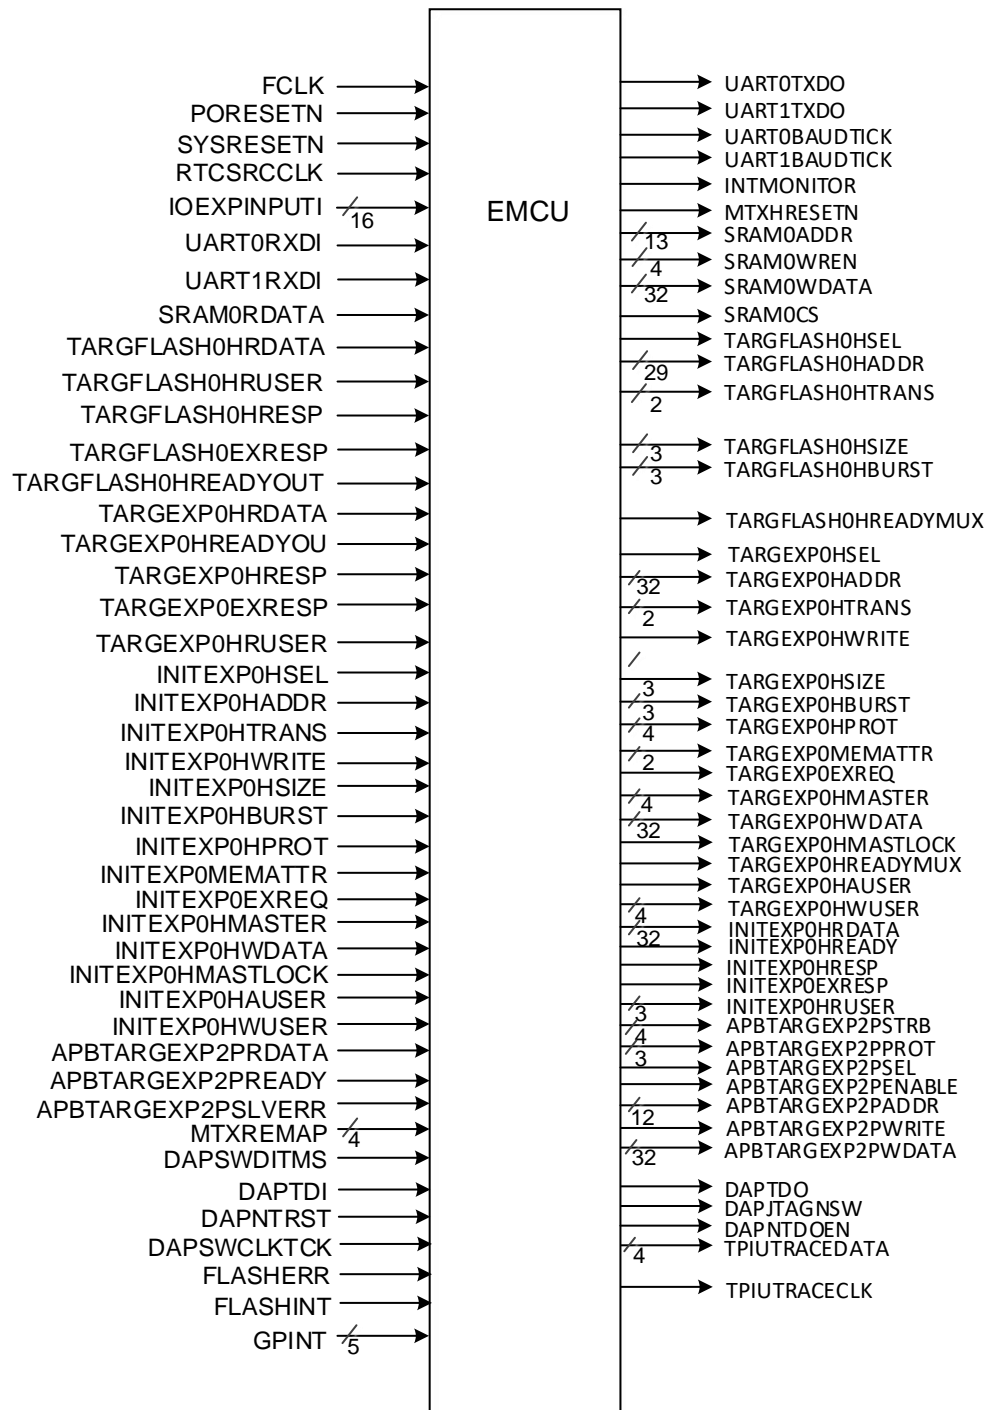 EMCU
FCLK
PORESETN
SYSRESETN
RTCSRCCLK
IOEXPINPUTI
16
UART0RXDI
UART1RXDI
SRAM0RDATA
TARGFLASH0HRDATA
TARGFLASH0HRUSER
TARGFLASH0HRESP
TARGFLASH0EXRESP
TARGFLASH0HREADYOUT
TARGEXP0HRDATA
TARGEXP0HREADYOU
TARGEXP0HRESP
TARGEXP0EXRESP
TARGEXP0HRUSER
INITEXP0HSEL
INITEXP0HADDR
INITEXP0HTRANS
INITEXP0HWRITE
INITEXP0HSIZE
INITEXP0HBURST
INITEXP0HPROT
INITEXP0MEMATTR
INITEXP0EXREQ
INITEXP0HMASTER
INITEXP0HWDATA
INITEXP0HMASTLOCK
INITEXP0HAUSER
INITEXP0HWUSER
APBTARGEXP2PRDATA
APBTARGEXP2PREADY
APBTARGEXP2PSLVERR
MTXREMAP
4
DAPSWDITMS
DAPTDI
DAPNTRST
DAPSWCLKTCK
FLASHERR
FLASHINT
GPINT
5
UART0TXDO
UART1TXDO
UART0BAUDTICK
UART1BAUDTICK
INTMONITOR
MTXHRESETN
13 SRAM0ADDR
4 SRAM0WREN
32 SRAM0WDATA
SRAM0CS
TARGFLASH0HSEL
29 TARGFLASH0HADDR
2 TARGFLASH0HTRANS
3 TARGFLASH0HSIZE
3 TARGFLASH0HBURST
TARGFLASH0HREADYMUX
TARGEXP0HSEL
32 TARGEXP0HADDR
2 TARGEXP0HTRANS
TARGEXP0HWRITE
3 TARGEXP0HSIZE
3 TARGEXP0HBURST
4 TARGEXP0HPROT
2 TARGEXP0MEMATTR
TARGEXP0EXREQ
4 TARGEXP0HMASTER
32 TARGEXP0HWDATA
TARGEXP0HMASTLOCK
TARGEXP0HREADYMUX
TARGEXP0HAUSER
4 TARGEXP0HWUSER
32 INITEXP0HRDATA
INITEXP0HREADY
INITEXP0HRESP
INITEXP0EXRESP
3 INITEXP0HRUSER
4 APBTARGEXP2PSTRB
3 APBTARGEXP2PPROT
APBTARGEXP2PSEL
APBTARGEXP2PENABLE
12 APBTARGEXP2PADDR
APBTARGEXP2PWRITE
32 APBTARGEXP2PWDATA
DAPTDO
DAPJTAGNSW
DAPNTDOEN
4 TPIUTRACEDATA
TPIUTRACECLK